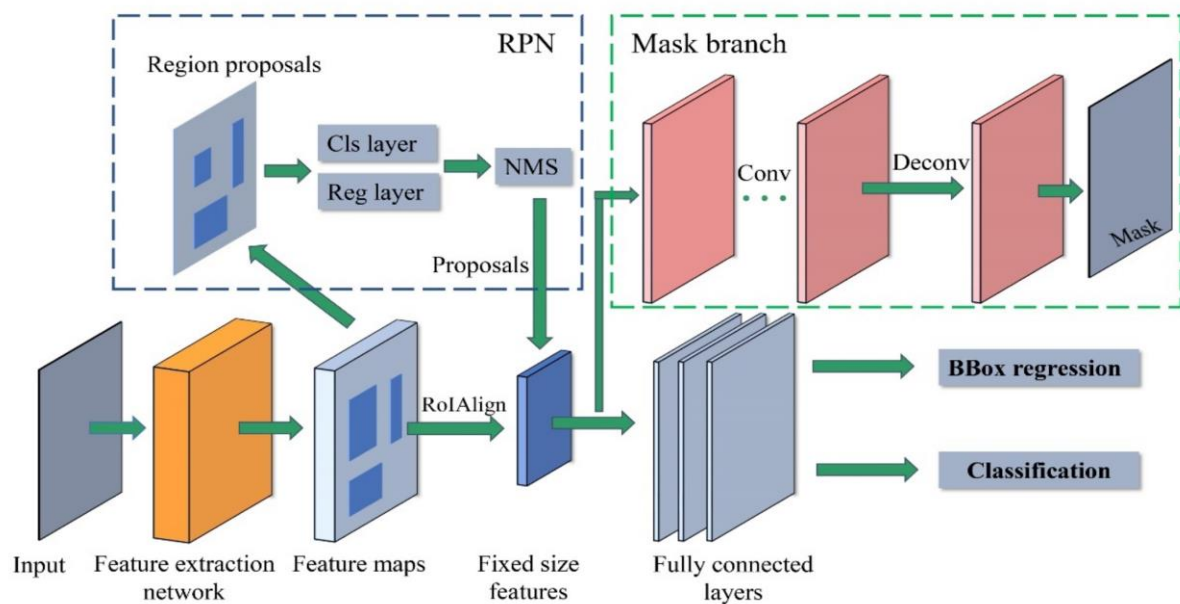 RPN
Region proposals
Cls layer
Reg layer
NMS
Proposals
Mask branch
Conv
Deconv
Mask
RoIAlign
BBox regression
Classification
Input
Feature extraction
network
Feature maps
Fixed size
features
Fully connected
layers